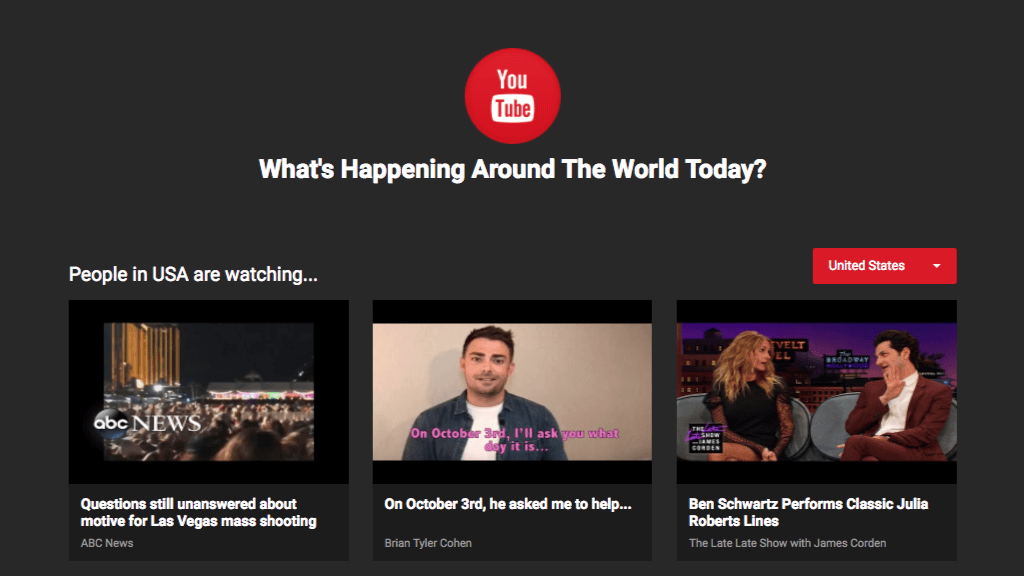 You
Tube
What's Happening Around The World Today?
People in USA are watching...
United States
abc NEWS
On October 3rd, I'll ask you what
day it is...
ROOSEVELT
The
BROADWAY
HOLLYWOOD
THE LATE
LATE SHOW
JAMES
CORDEN
Questions still unanswered about
motive for Las Vegas mass shooting
ABC News
On October 3rd, he asked me to help...
Brian Tyler Cohen
Ben Schwartz Performs Classic Julia
Roberts Lines
The Late Late Show with James Corden